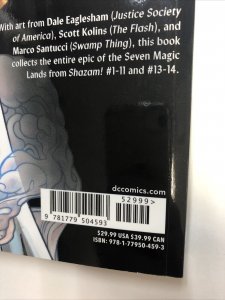 With art from Dale Eaglesham (Justice Society
of America), Scott Kolins (The Flash), and
Marco Santucci (Swamp Thing), this book
collects the entire epic of the Seven Magic
Lands from Shazam! #1-11 and #13-14.
dccomics.com
52999>
9 781779 504593
$29.99 USA $39.99 CAN
ISBN: 978-1-77950-459-3